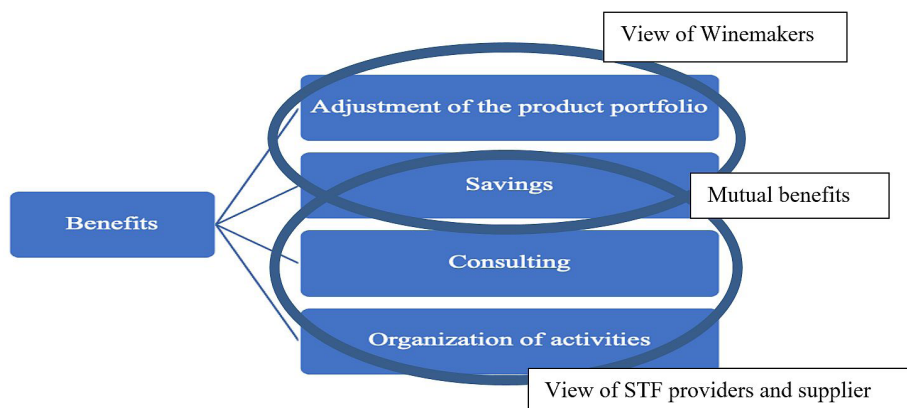 View of Winemakers
Adjustment of the product portfolio
Savings
Mutual benefits
Benefits
Consulting
Organization of activities
View of STF providers and supplier